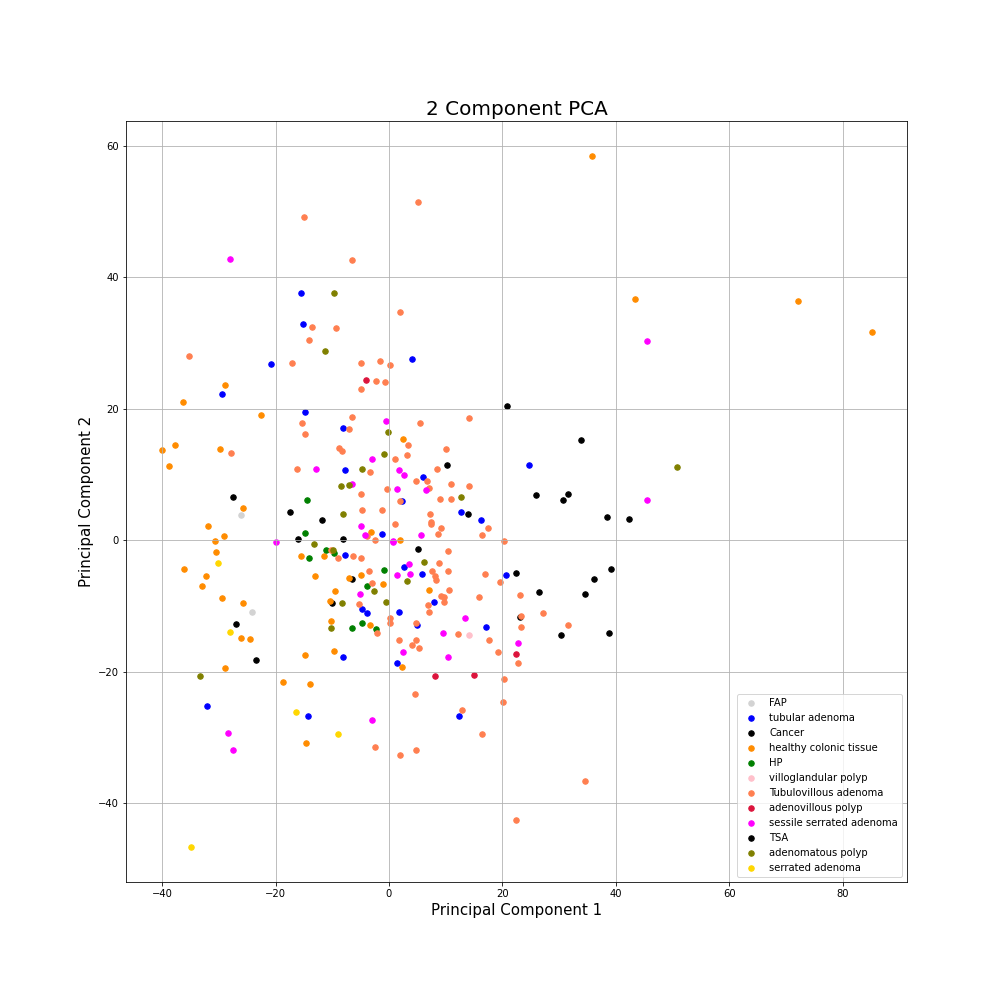 2 Component PCA
60
40
20
0
−20
−40
Principal Component 2
−40 −20 0 20 40 60 80
Principal Component 1
FAP
tubular adenoma
Cancer
healthy colonic tissue
HP
villoglandular polyp
Tubulovillous adenoma
adenovillous polyp
sessile serrated adenoma
TSA
adenomatous polyp
serrated adenoma